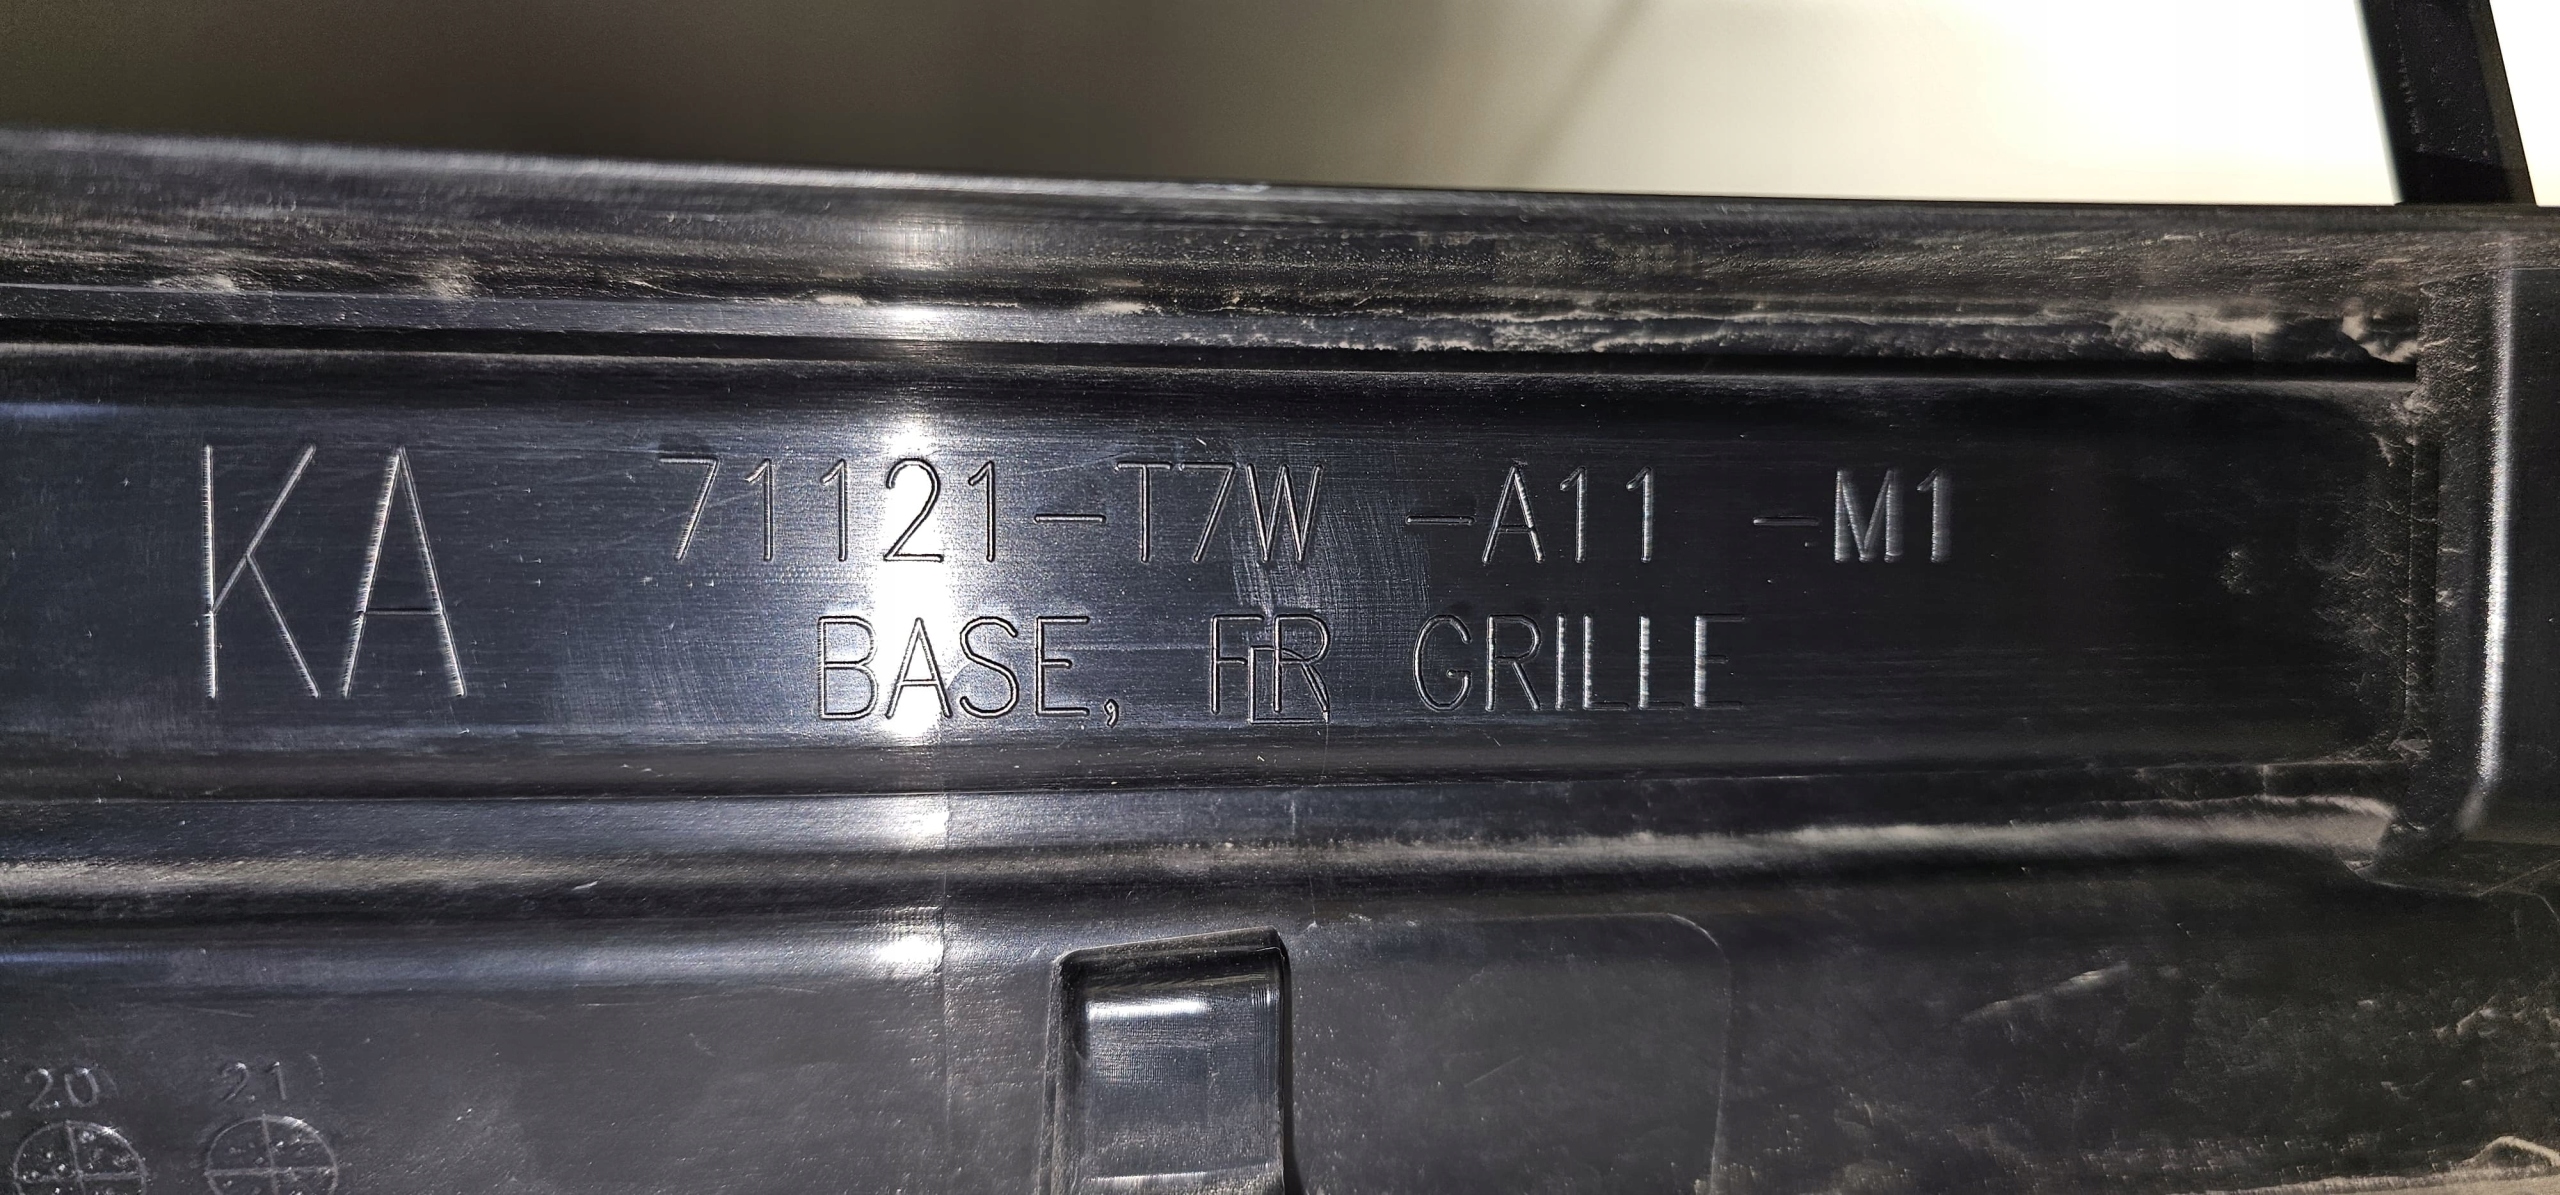 KA 71121-T7W -A11 -M1
BASE, FR GRILLE
20 21